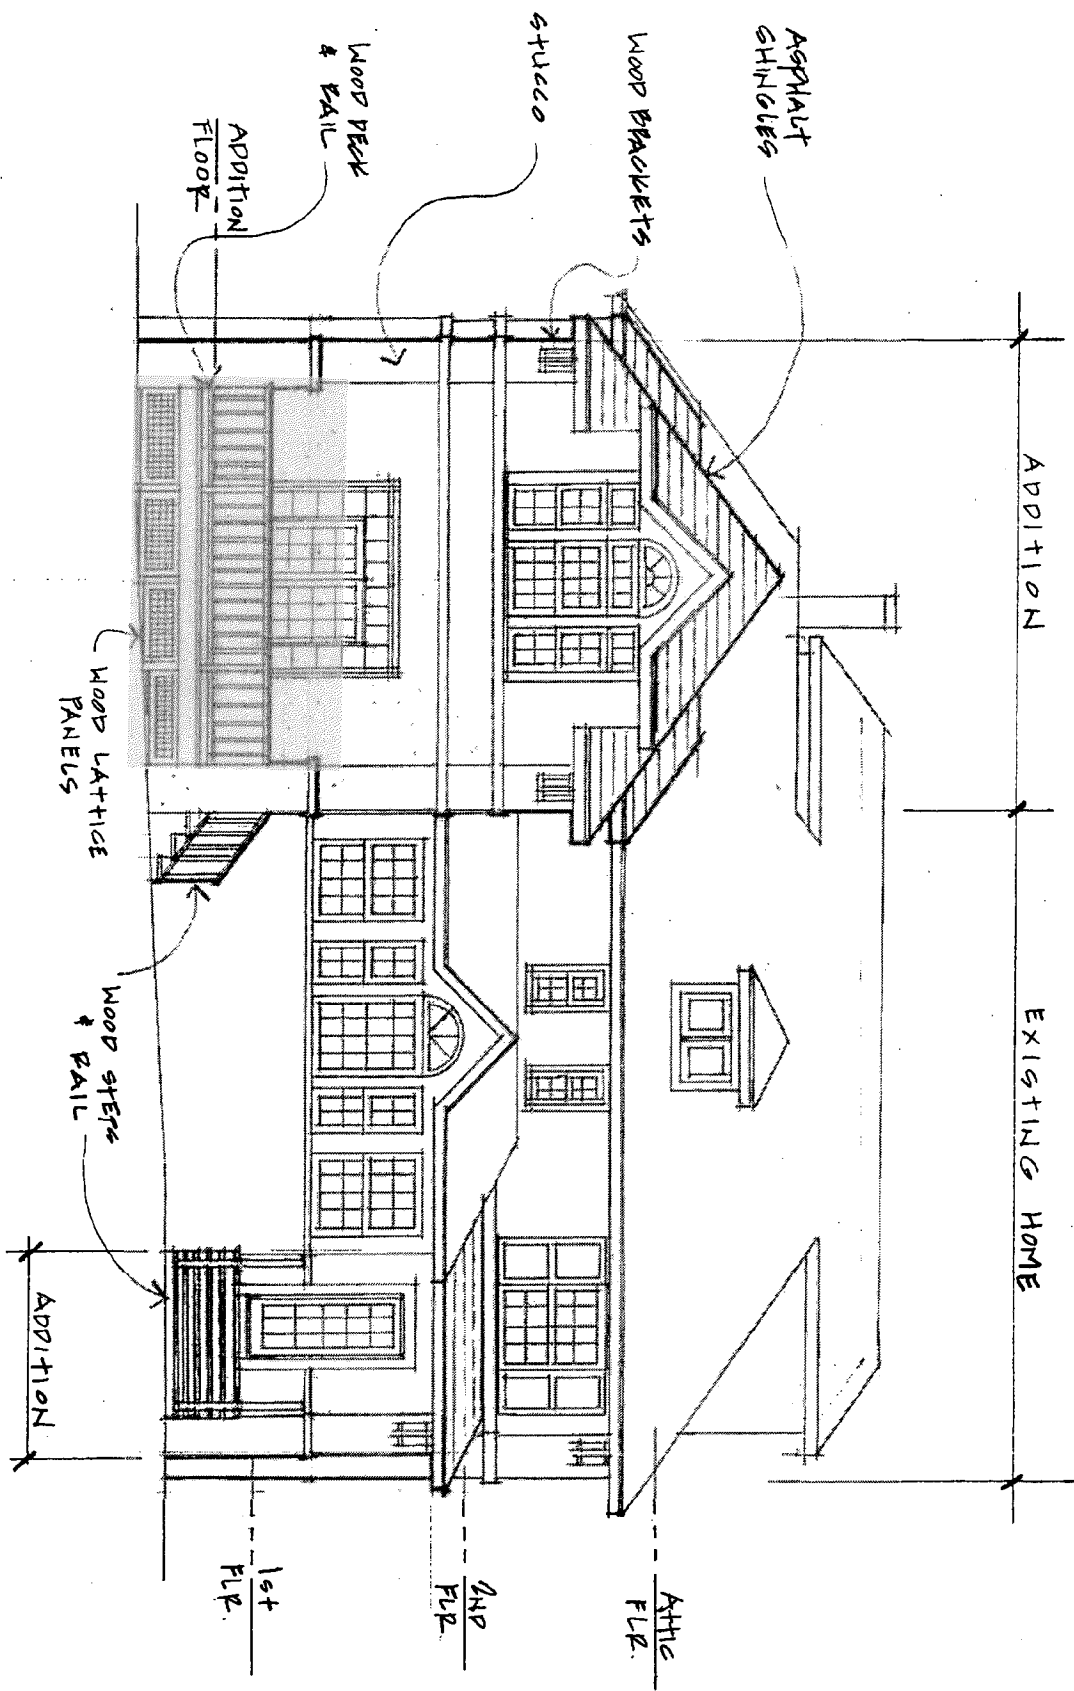 ADDITION
EXISTING HOME
ASPHALT
SHINGLES
WOOD BRACKETS
STUCCO
WOOD DECK
& RAIL
ADDITION
FLOOR
WOOD LATTICE
PANELS
WOOD STEPS
& RAIL
ADDITION
ATTIC
FLR.
2ND
FLR
1st
FLR.